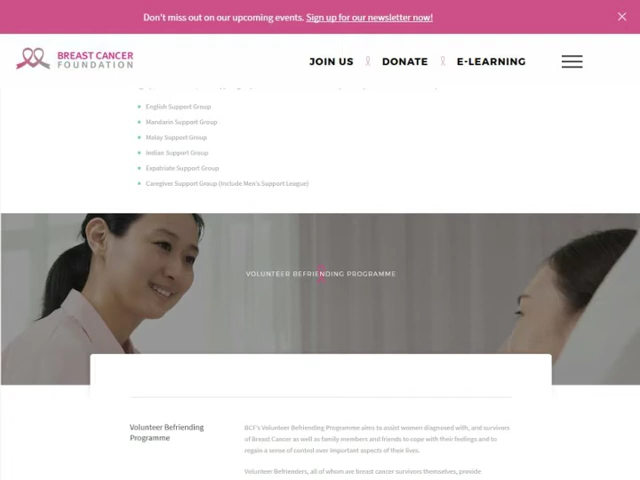 Don't miss out on our upcoming events. Sign up for our newsletter now!
BREAST CANCER
FOUNDATION
JOIN US
DONATE
E-LEARNING
English Support Group
Mandarin Support Group
Malay Support Group
Indian Support Group
Expatriate Support Group
Caregiver Support Group (Include Men's Support League)
VOLUNTEER BEFRIENDING PROGRAMME
Volunteer Befriending
Programme
BCF's Volunteer Befriending Programme aims to assist women diagnosed with, and survivors
of Breast Cancer as well as family members and friends to cope with their feelings and to
regain a sense of control over important aspects of their lives.
Volunteer Befrienders, all of whom are breast cancer survivors themselves, provide